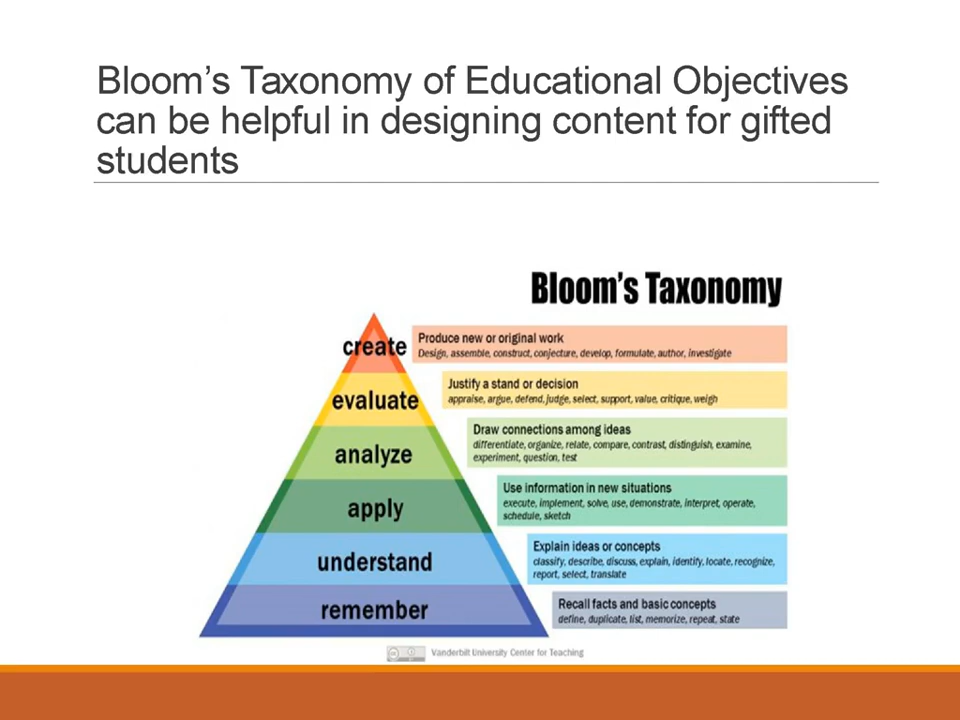 Bloom’s Taxonomy of Educational Objectives
can be helpful in designing content for gifted
students
Bloom's Taxonomy
create
Produce new or original work
Design, assemble, construct, conjecture, develop, formulate, author, investigate
evaluate
Justify a stand or decision
appraise, argue, defend, judge, select, support, value, critique, weigh
analyze
Draw connections among ideas
differentiate, organize, relate, compare, contrast, distinguish, examine,
experiment, question, test
apply
Use information in new situations
execute, implement, solve, use, demonstrate, interpret, operate,
schedule, sketch
understand
Explain ideas or concepts
classify, describe, discuss, explain, identify, locate, recognize,
report, select, translate
remember
Recall facts and basic concepts
define, duplicate, list, memorize, repeat, state
Vanderbilt University Center for Teaching